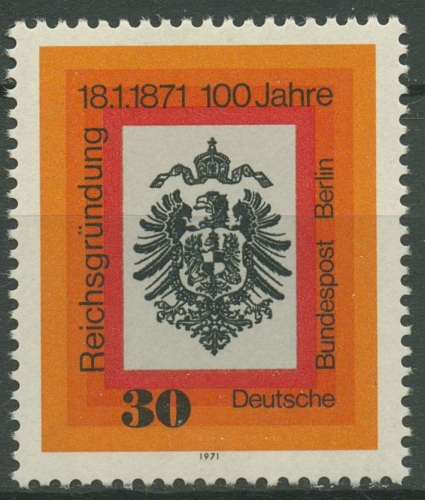 18.1.1871 100 Jahre
Reichsgründung
30
Deutsche
Bundespost Berlin
1971